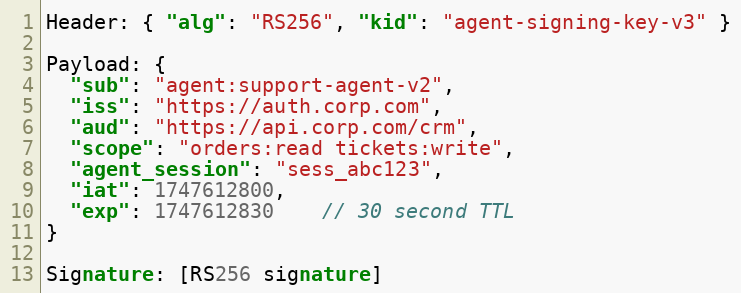 1 Header: { "alg": "RS256", "kid": "agent-signing-key-v3" }
2
3 Payload: {
4   "sub": "agent:support-agent-v2",
5   "iss": "https://auth.corp.com",
6   "aud": "https://api.corp.com/crm",
7   "scope": "orders:read tickets:write",
8   "agent_session": "sess_abc123",
9   "iat": 1747612800,
10   "exp": 1747612830    // 30 second TTL
11 }
12
13 Signature: [RS256 signature]